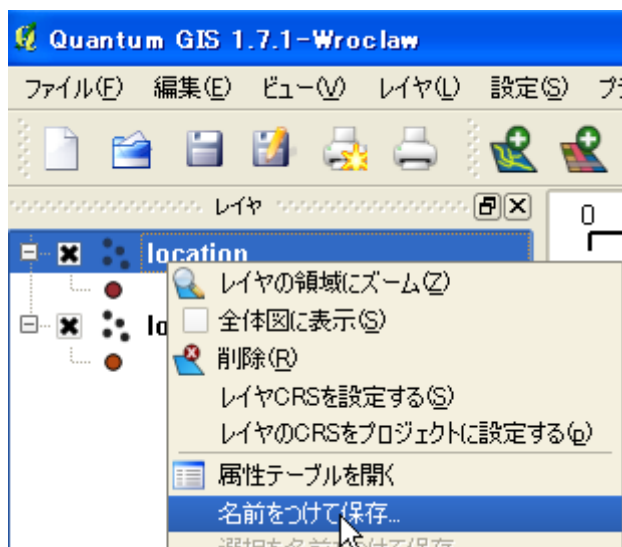 Quantum GIS 1.7.1-Wroclaw
ファイル(F) 編集(E) ビュー(V) レイヤ(L) 設定(S)
レイヤ
0
location
lo
レイヤの領域にズーム(Z)
全体図に表示(S)
削除(R)
レイヤCRSを設定する(S)
レイヤのCRSをプロジェクトに設定する(p)
属性テーブルを開く
名前をつけて保存...